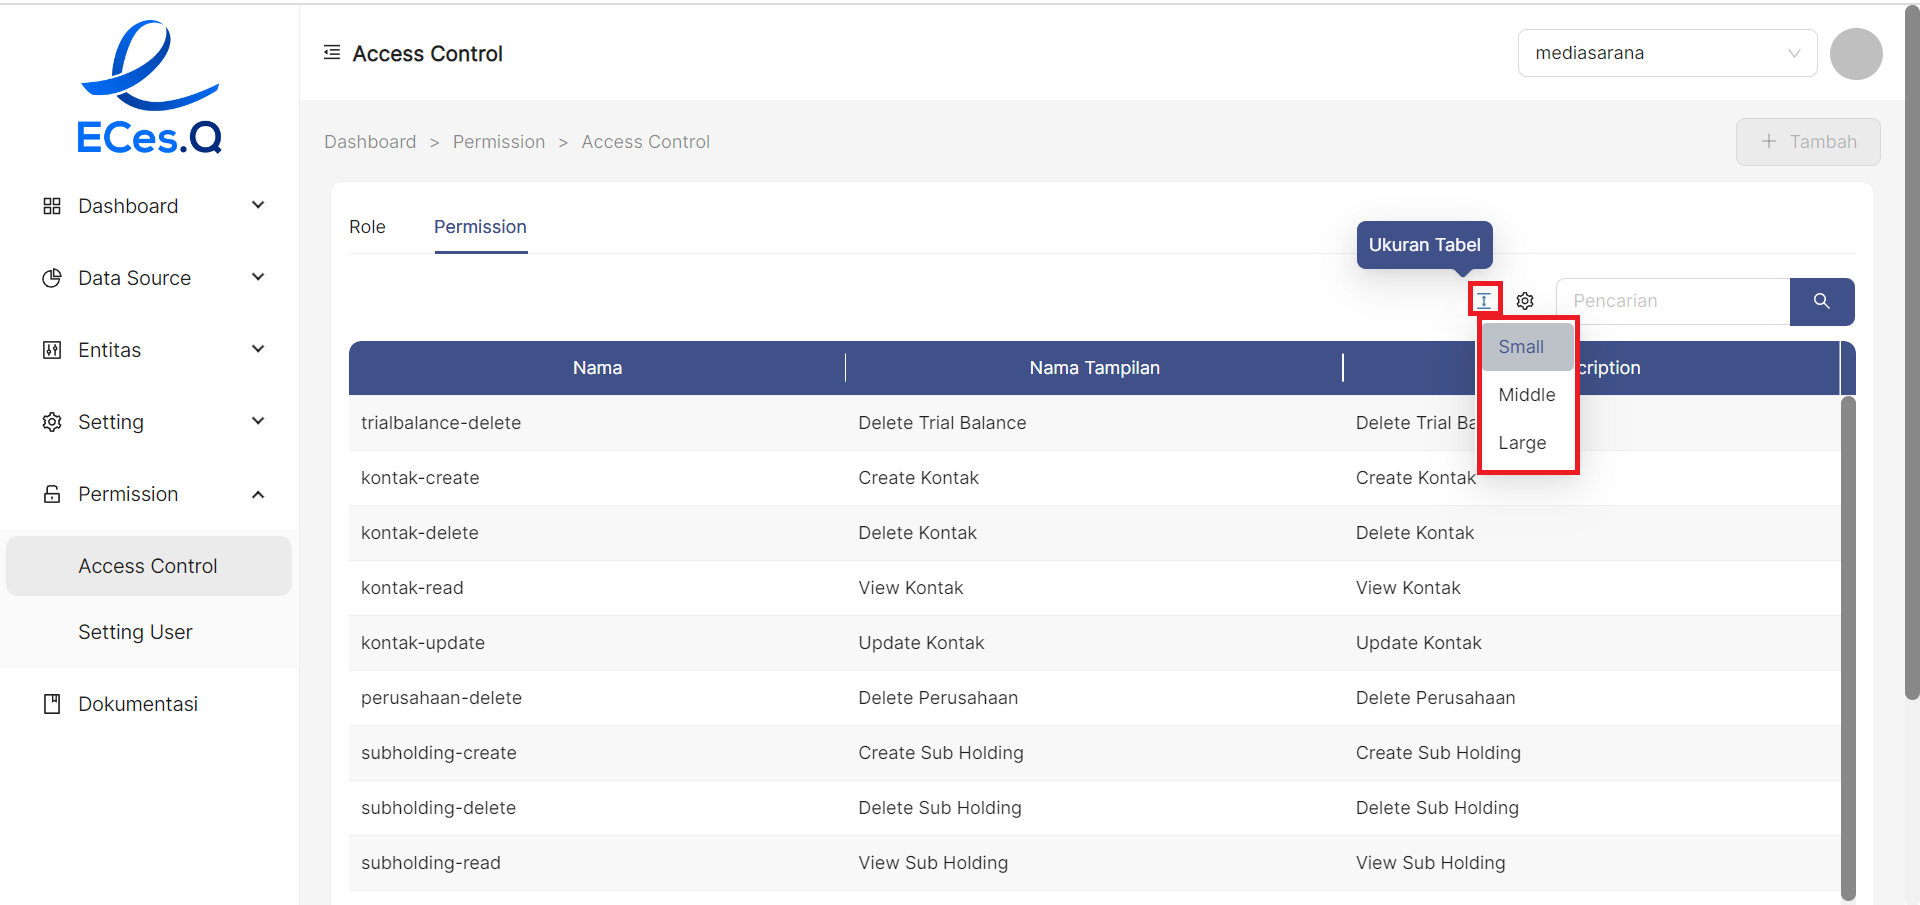 ECes.Q
Access Control
mediasarana
Dashboard > Permission > Access Control
+ Tambah
Dashboard
Data Source
Entitas
Setting
Permission
Access Control
Setting User
Dokumentasi
Role Permission
Ukuran Tabel
Pencarian
Small
Middle
Large
Nama Nama Tampilan cription
trialbalance-delete Delete Trial Balance Delete Trial Ba
kontak-create Create Kontak Create Kontak
kontak-delete Delete Kontak Delete Kontak
kontak-read View Kontak View Kontak
kontak-update Update Kontak Update Kontak
perusahaan-delete Delete Perusahaan Delete Perusahaan
subholding-create Create Sub Holding Create Sub Holding
subholding-delete Delete Sub Holding Delete Sub Holding
subholding-read View Sub Holding View Sub Holding